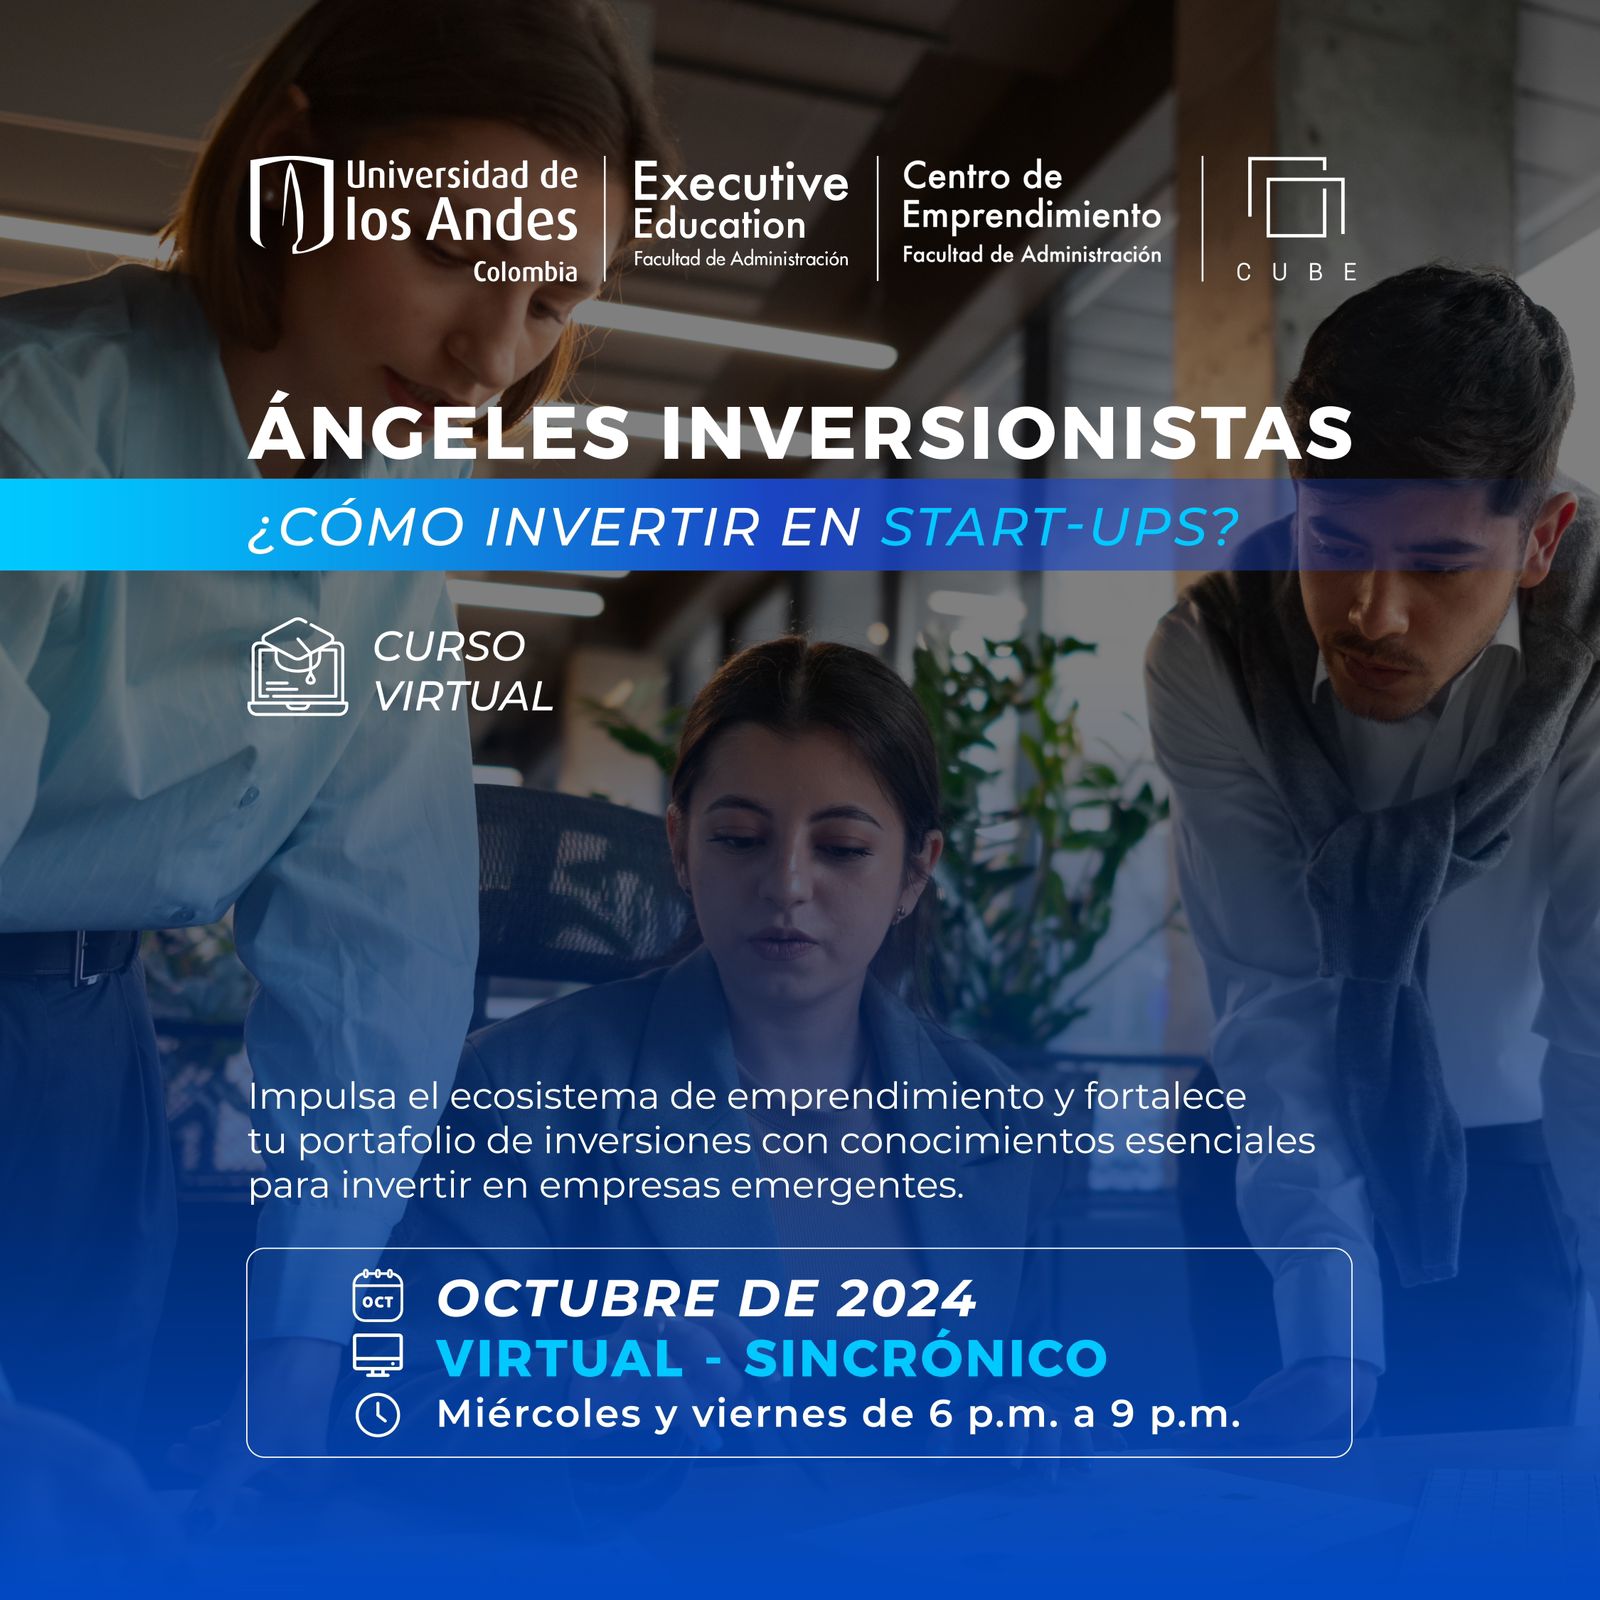 Universidad de
los Andes
Colombia
Executive
Education
Facultad de Administración
Centro de
Emprendimiento
Facultad de Administración
CUBE
ÁNGELES INVERSIONISTAS
¿CÓMO INVERTIR EN START-UPS?
CURSO
VIRTUAL
Impulsa el ecosistema de emprendimiento y fortalece
tu portafolio de inversiones con conocimientos esenciales
para invertir en empresas emergentes.
OCT
OCTUBRE DE 2024
VIRTUAL - SINCRÓNICO
Miércoles y viernes de 6 p.m. a 9 p.m.